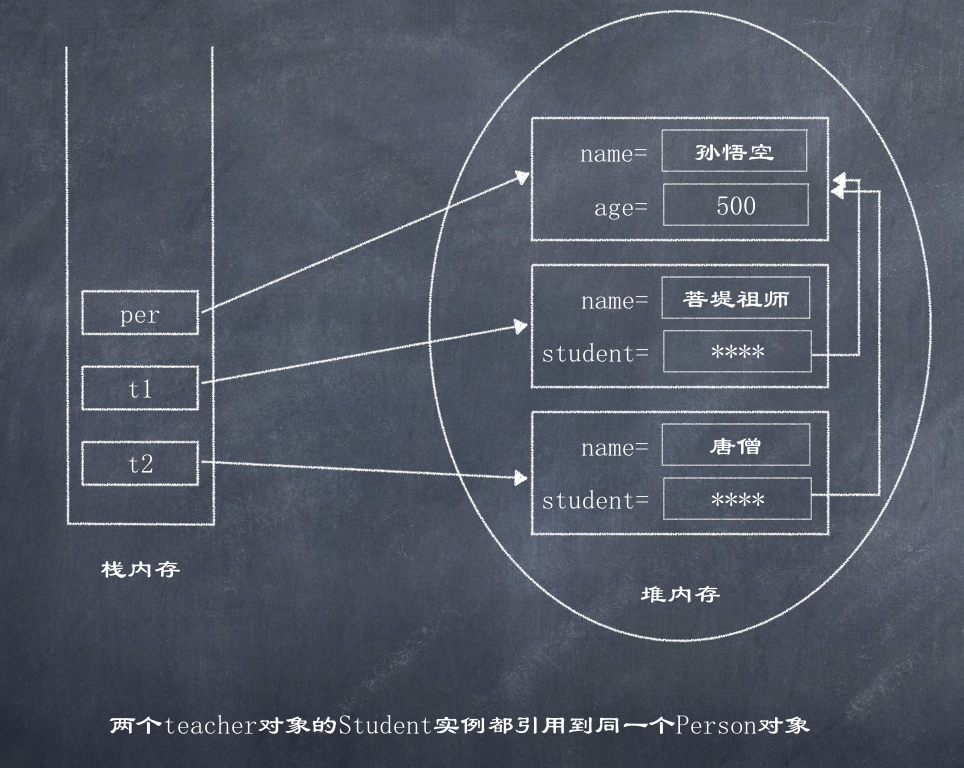 per
t1
t2
栈内存
name= 孙悟空
age= 500
name= 菩堤祖师
student= ****
name= 唐僧
student= ****
堆内存
两个teacher对象的Student实例都引用到同一个Person对象